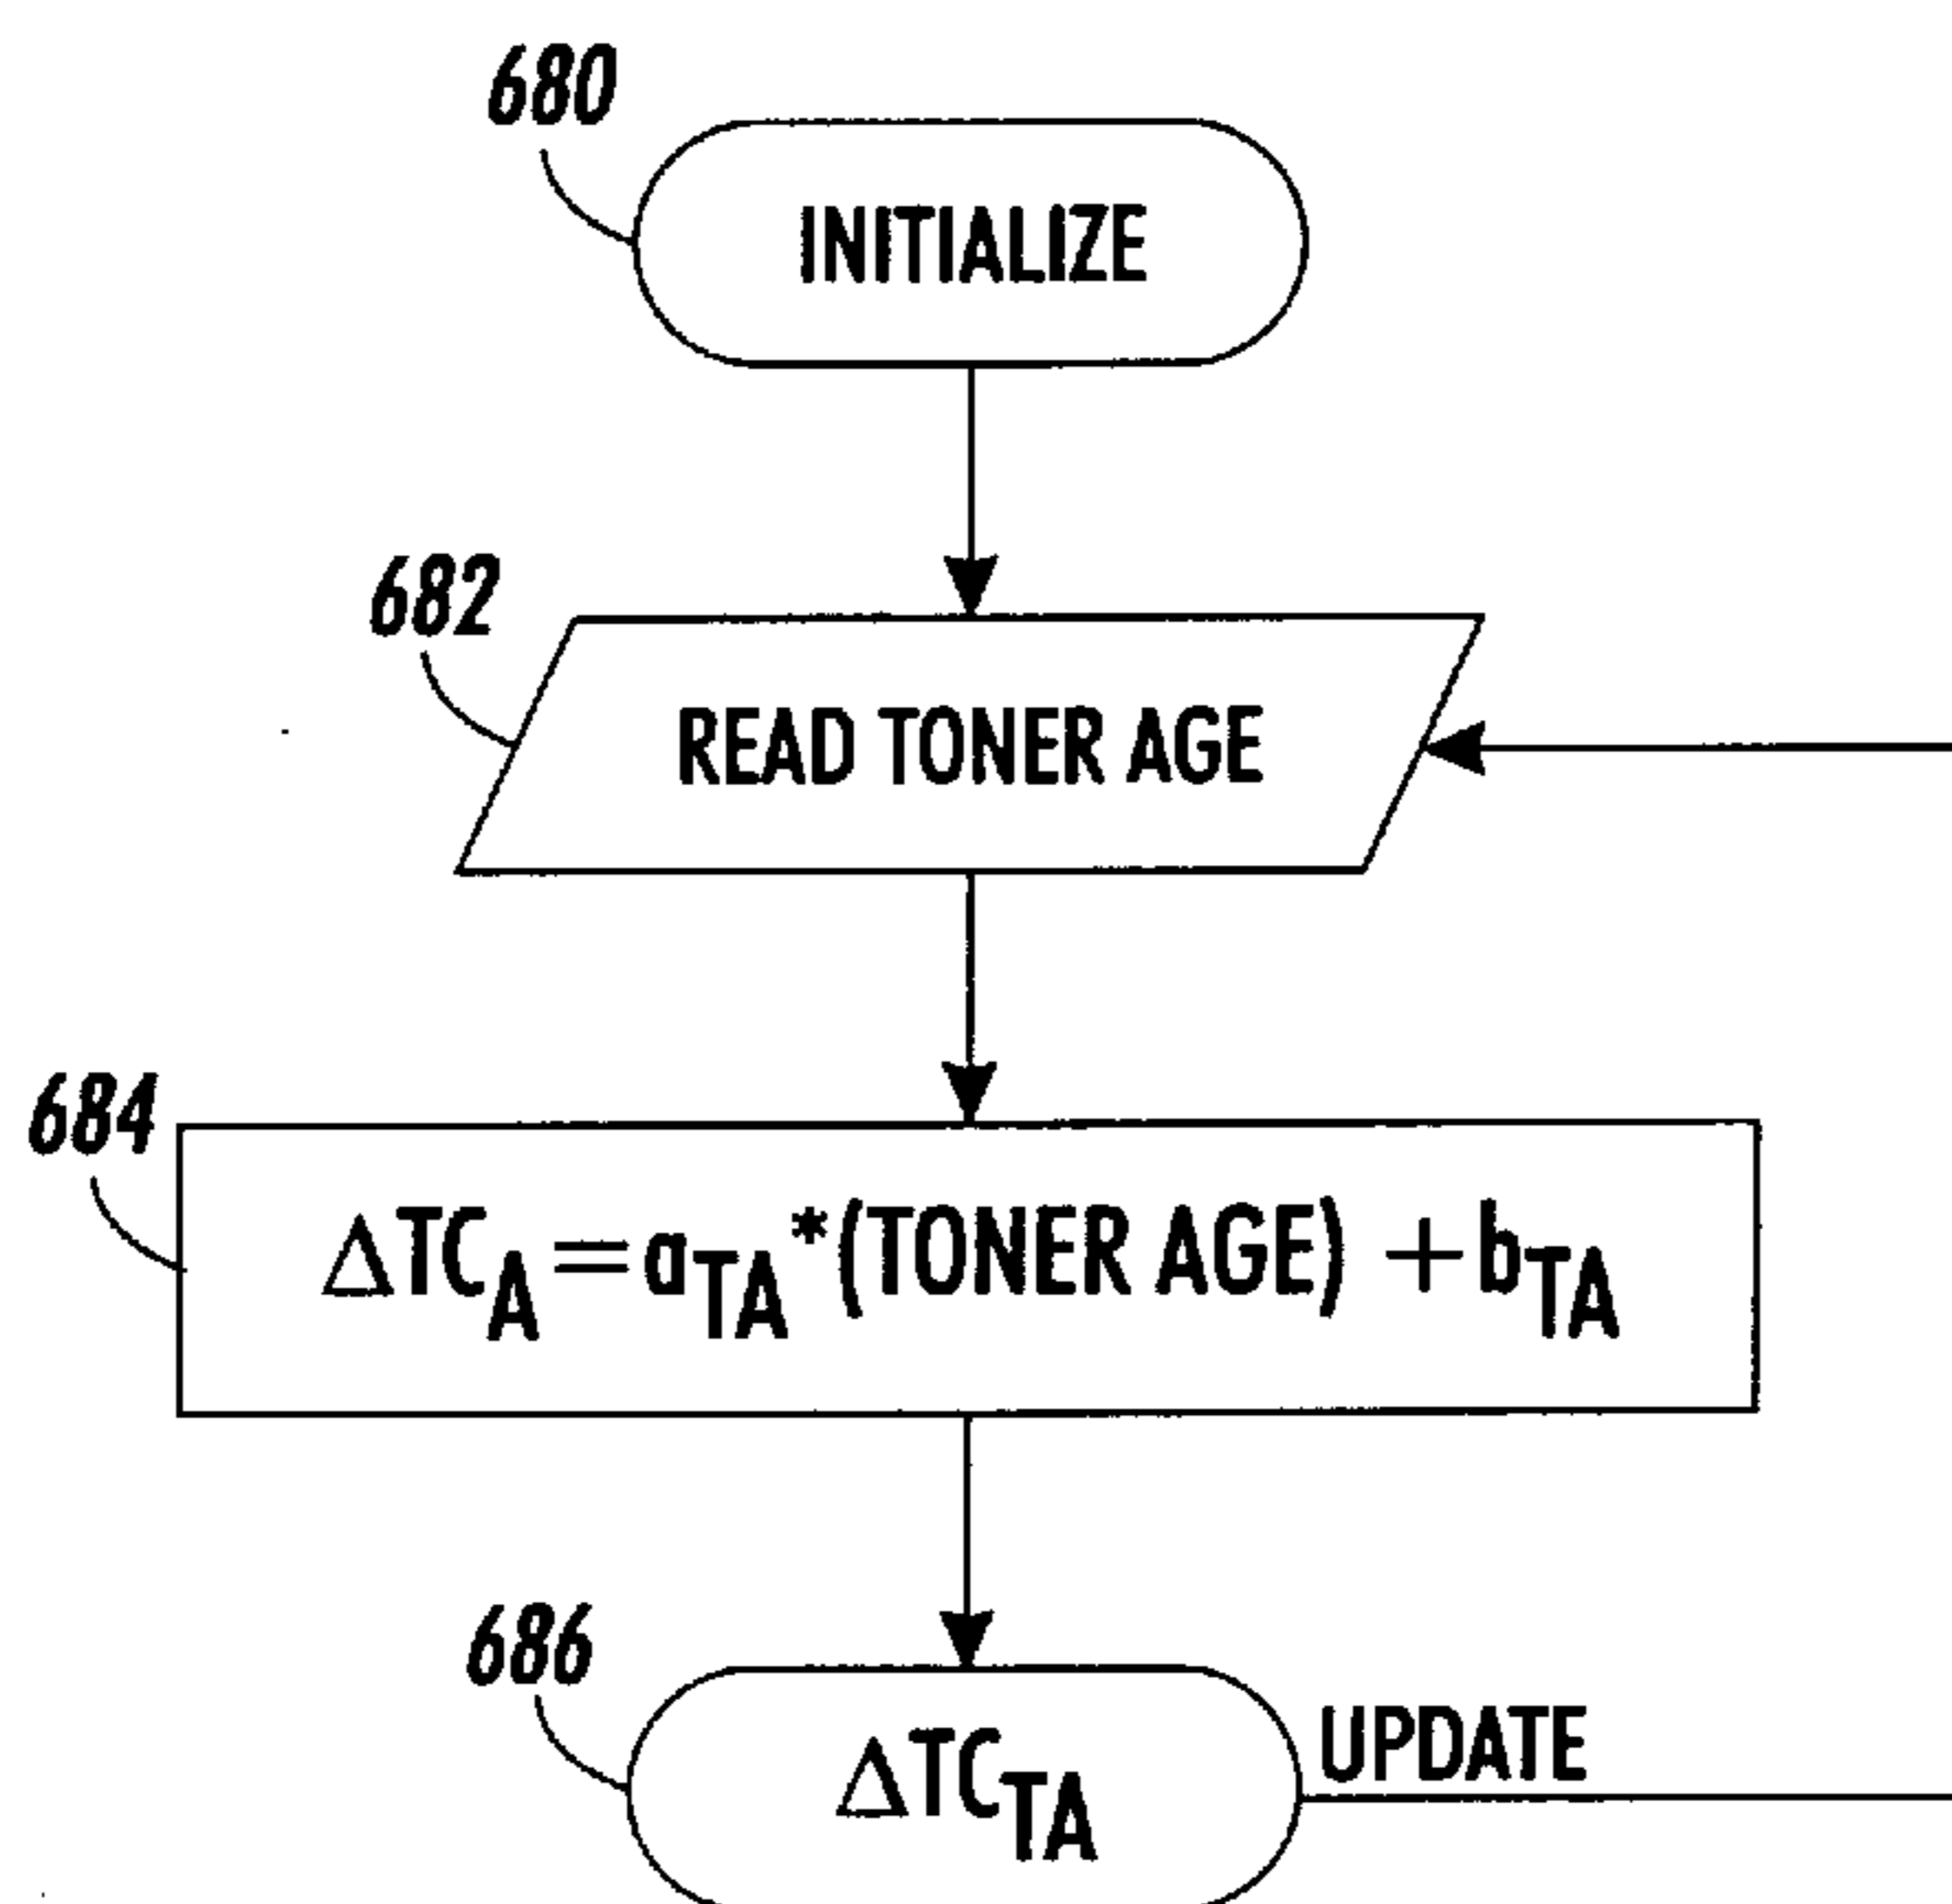 680
INITIALIZE
682
READ TONER AGE
684
ΔTC_A = a_TA*(TONER AGE) + b_TA
686
ΔTC_TA
UPDATE